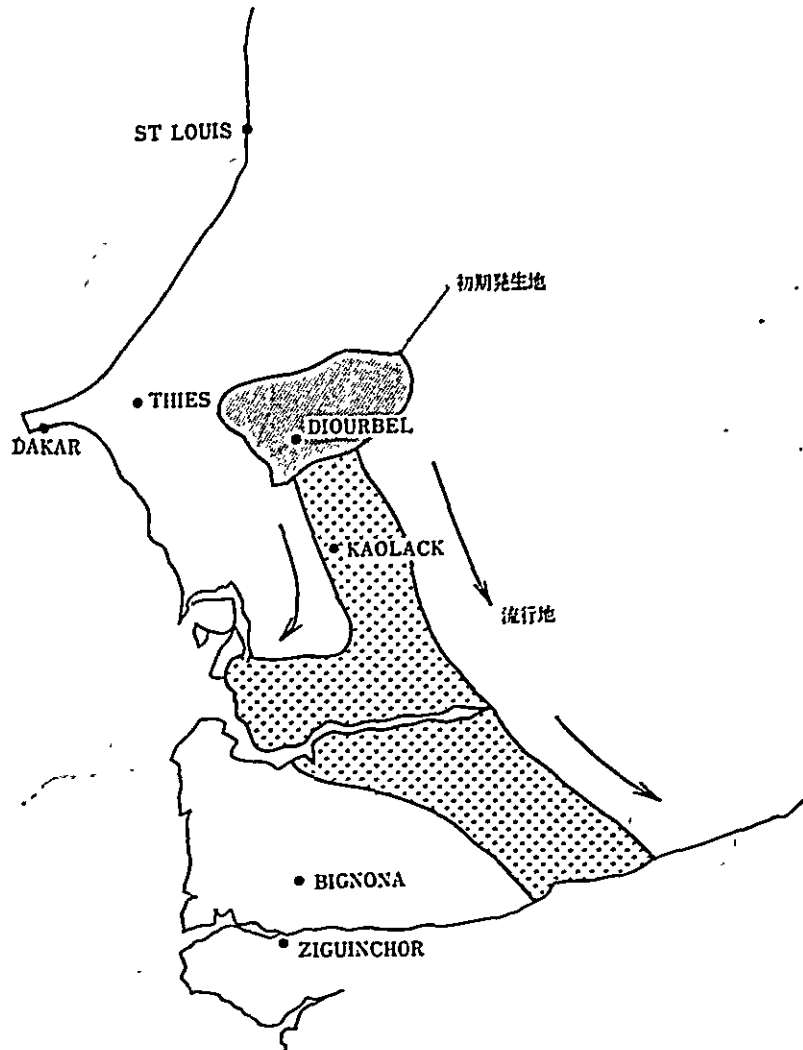 ST LOUIS
初期発生地
THIES
DAKAR
DIOURBEL
KAOLACK
流行地
BIGNONA
ZIGUINCHOR